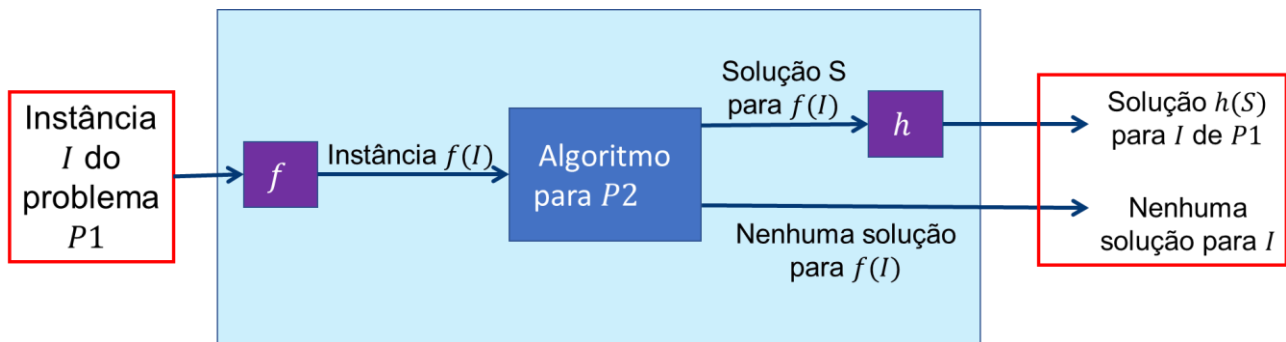 Instância
I do
problema
P1
f
Instância f(I)
Algoritmo
para P2
Solução S
para f(I)
h
Nenhuma solução
para f(I)
Solução h(S)
para I de P1
Nenhuma
solução para I